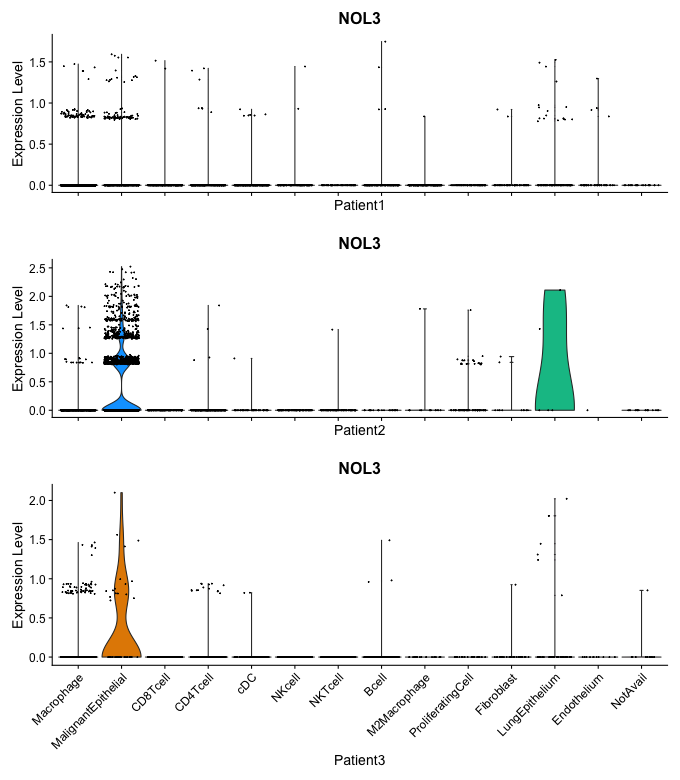 NOL3
Expression Level
1.5
1.0
0.5
0.0
Patient1
NOL3
Expression Level
2.5
2.0
1.5
1.0
0.5
0.0
Patient2
NOL3
Expression Level
2.0
1.5
1.0
0.5
0.0
Macrophage
MalignantEpithelial
CD8Tcell
CD4Tcell
cDC
NKcell
NKTcell
Bcell
M2Macrophage
ProliferatingCell
Fibroblast
LungEpithelium
Endothelium
NotAvail
Patient3